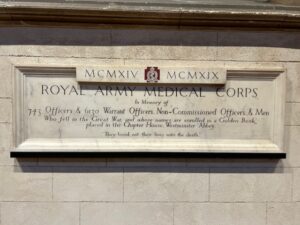 MCMXIV MCMXIX
ROYAL ARMY MEDICAL CORPS
In Memory of
743 Officers & 6130 Warrant Officers, Non-Commissioned Officers & Men
Who fell in the Great War and whose names are enrolled in a Golden Book,
placed in the Chapter House, Westminster Abbey
They loved not their lives unto the death